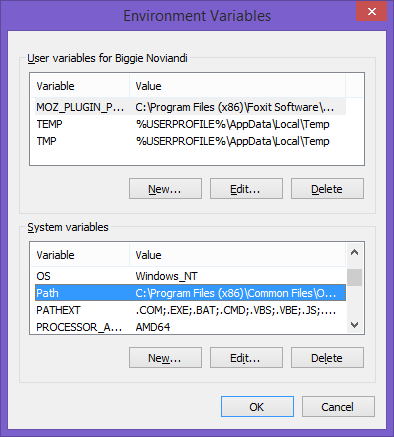 Environment Variables
User variables for Biggie Noviandi
Variable Value
MOZ_PLUGIN_P... C:\Program Files (x86)\Foxit Software\...
TEMP %USERPROFILE%\AppData\Local\Temp
TMP %USERPROFILE%\AppData\Local\Temp
New... Edit... Delete
System variables
Variable Value
OS Windows_NT
Path C:\Program Files (x86)\Common Files\O...
PATHEXT .COM;.EXE;.BAT;.CMD;.VBS;.VBE;.JS;....
PROCESSOR_A... AMD64
New... Edit... Delete
OK Cancel